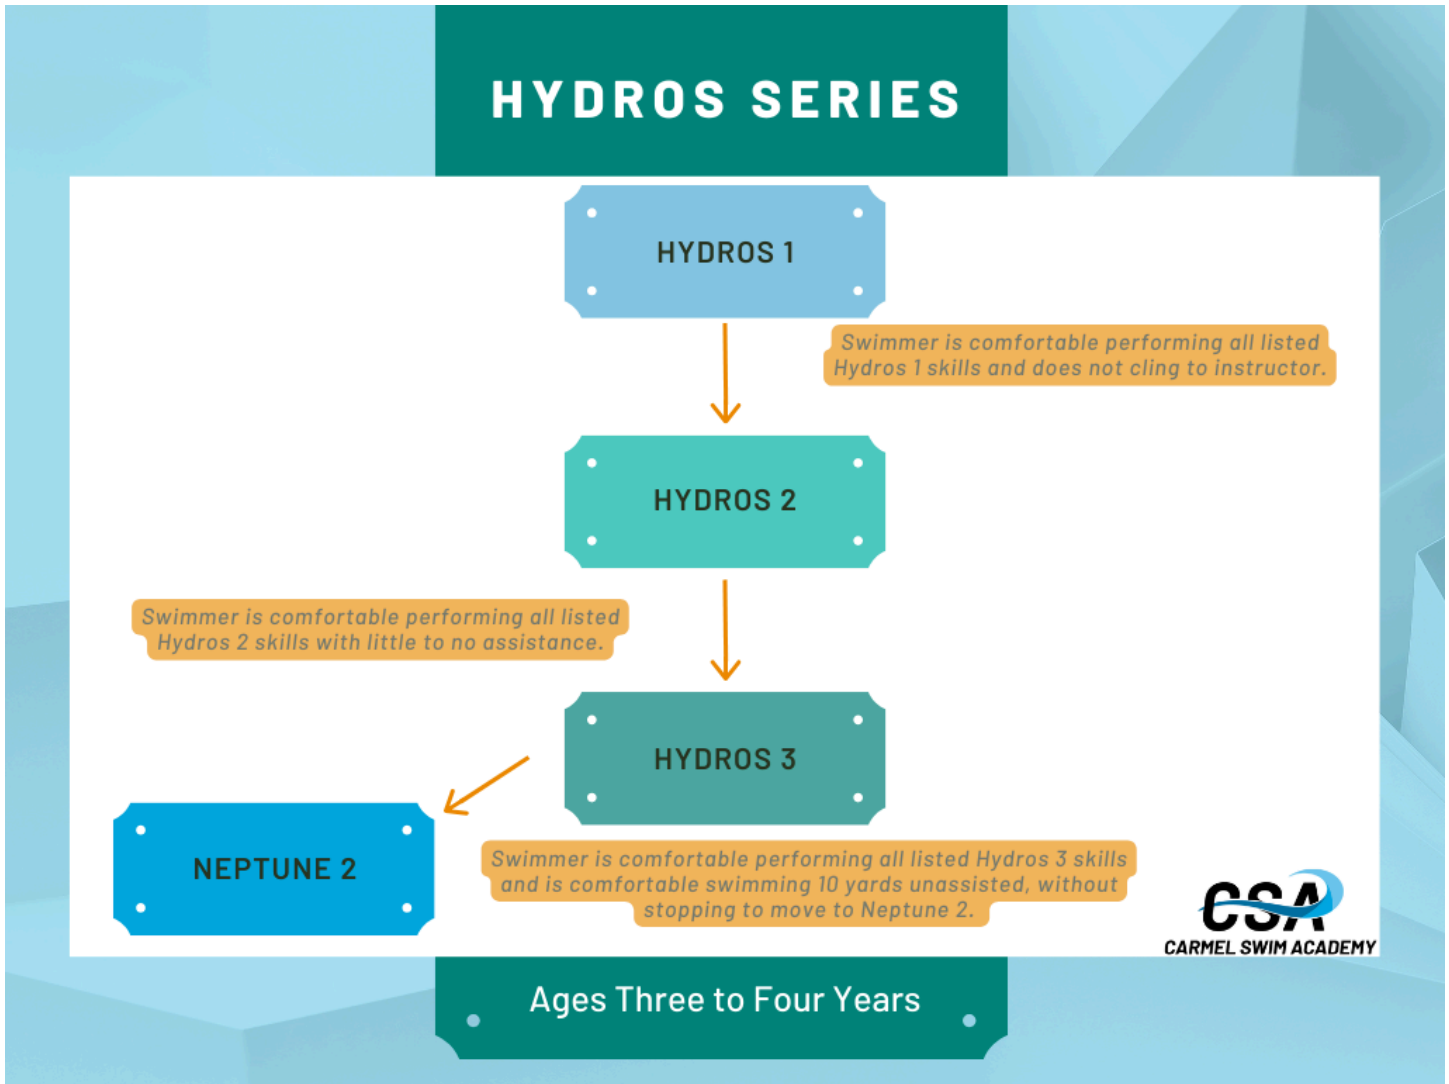 HYDROS SERIES
HYDROS 1
Swimmer is comfortable performing all listed
Hydros 1 skills and does not cling to instructor.
HYDROS 2
Swimmer is comfortable performing all listed
Hydros 2 skills with little to no assistance.
HYDROS 3
NEPTUNE 2
Swimmer is comfortable performing all listed Hydros 3 skills
and is comfortable swimming 10 yards unassisted, without
stopping to move to Neptune 2.
CSA
CARMEL SWIM ACADEMY
Ages Three to Four Years